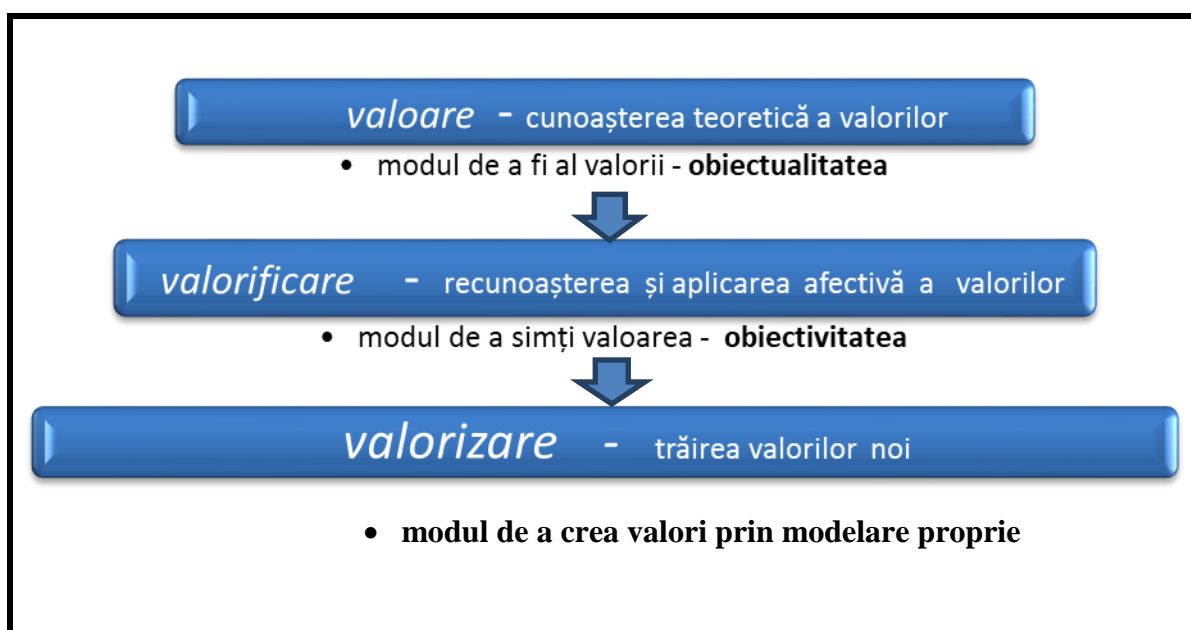 valoare - cunoașterea teoretică a valorilor
• modul de a fi al valorii - obiectualitatea
valorificare - recunoașterea și aplicarea afectivă a valorilor
• modul de a simți valoarea - obiectivitatea
valorizare - trăirea valorilor noi
• modul de a crea valori prin modelare proprie